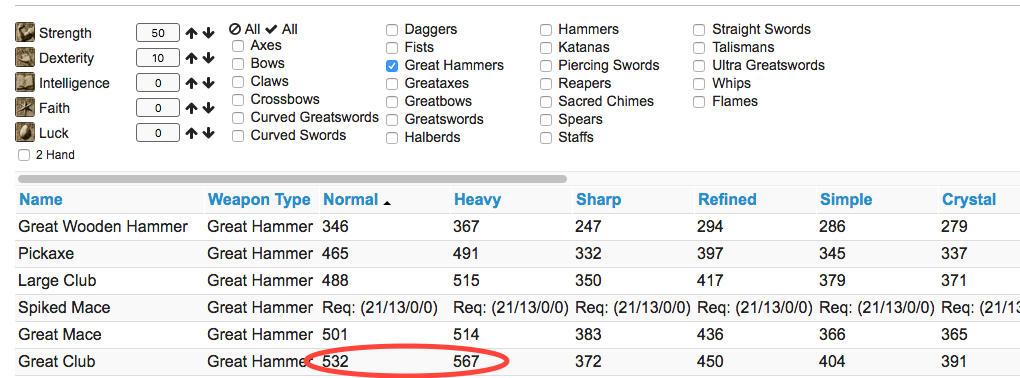 Strength 50
Dexterity 10
Intelligence 0
Faith 0
Luck 0
2 Hand
All All
Axes
Bows
Claws
Crossbows
Curved Greatswords
Curved Swords
Daggers
Fists
Great Hammers
Greataxes
Greatbows
Greatswords
Halberds
Hammers
Katanas
Piercing Swords
Reapers
Sacred Chimes
Spears
Staffs
Straight Swords
Talismans
Ultra Greatswords
Whips
Flames
Name Weapon Type Normal Heavy Sharp Refined Simple Crystal
Great Wooden Hammer Great Hammer 346 367 247 294 286 279
Pickaxe Great Hammer 465 491 332 397 345 337
Large Club Great Hammer 488 515 350 417 379 371
Spiked Mace Great Hammer Req: (21/13/0/0) Req: (21/13/0/0) Req: (21/13/0/0) Req: (21/13/0/0) Req: (21/13/0/0) Req: (21/13
Great Mace Great Hammer 501 514 383 436 366 365
Great Club Great Hammer 532 567 372 450 404 391